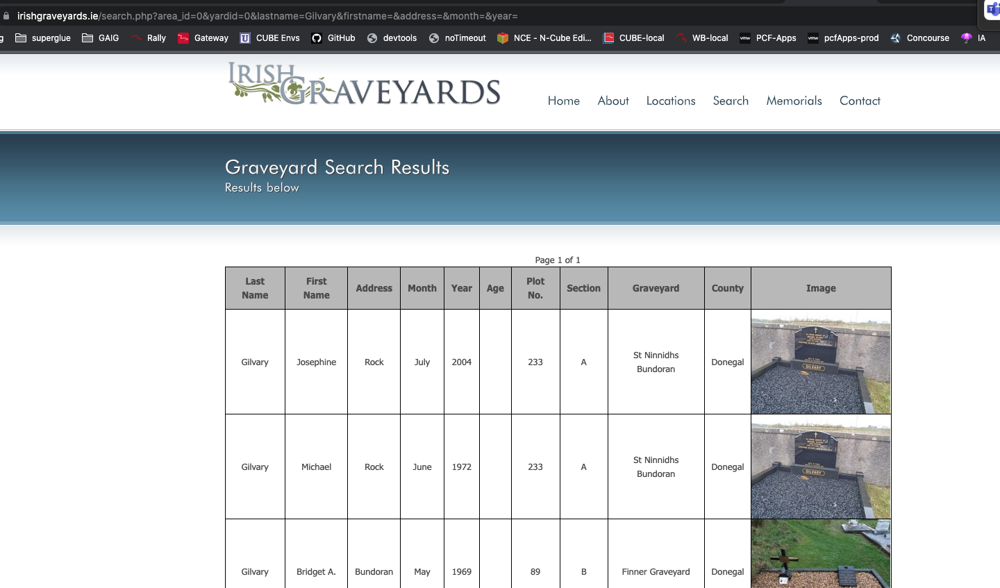 irishgraveyards.ie/search.php?area_id=0&yardid=0&lastname=Gilvary&firstname=&address=&month=&year=
g superglue GAIG Rally Gateway CUBE Envs GitHub devtools noTimeout NCE - N-Cube Edi... CUBE-local WB-local PCF-Apps pcfApps-prod Concourse IA
IRISH
GRAVEYARDS
Home About Locations Search Memorials Contact
Graveyard Search Results
Results below
Page 1 of 1
Last Name First Name Address Month Year Age Plot No. Section Graveyard County Image
Gilvary Josephine Rock July 2004 233 A St Ninnidhs Bundoran Donegal
GILVARY
Gilvary Michael Rock June 1972 233 A St Ninnidhs Bundoran Donegal
GILVARY
Gilvary Bridget A. Bundoran May 1969 89 B Finner Graveyard Donegal